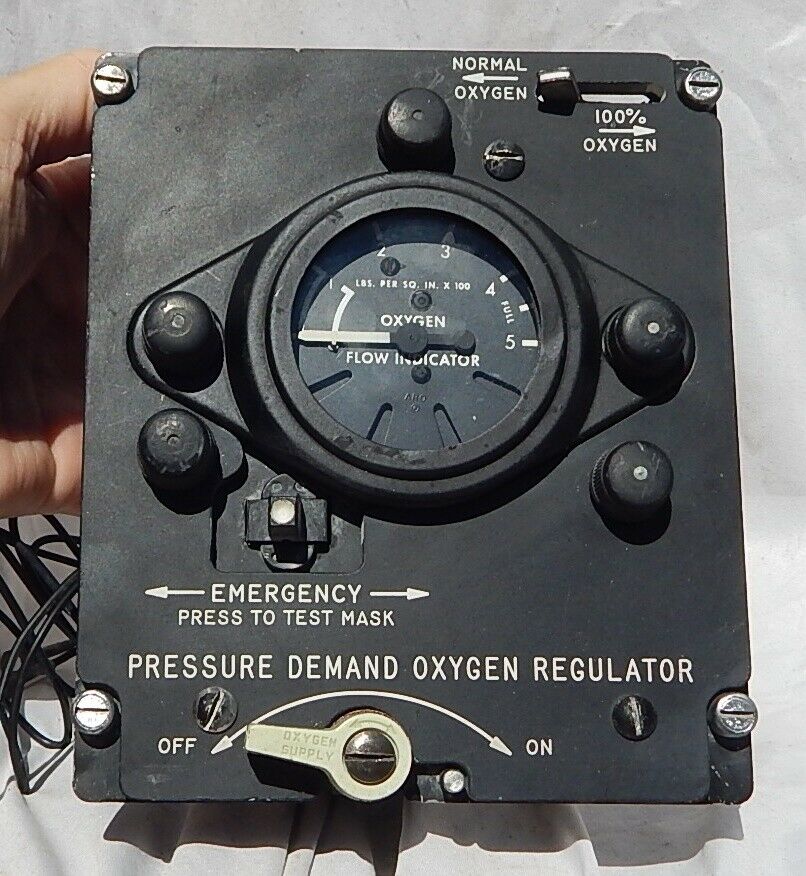 NORMAL
OXYGEN
100%
OXYGEN
1 2 3 4 5
LBS. PER SQ. IN. X 100
FULL
OXYGEN
FLOW INDICATOR
ARO
EMERGENCY
PRESS TO TEST MASK
PRESSURE DEMAND OXYGEN REGULATOR
OFF
OXYGEN
SUPPLY
ON